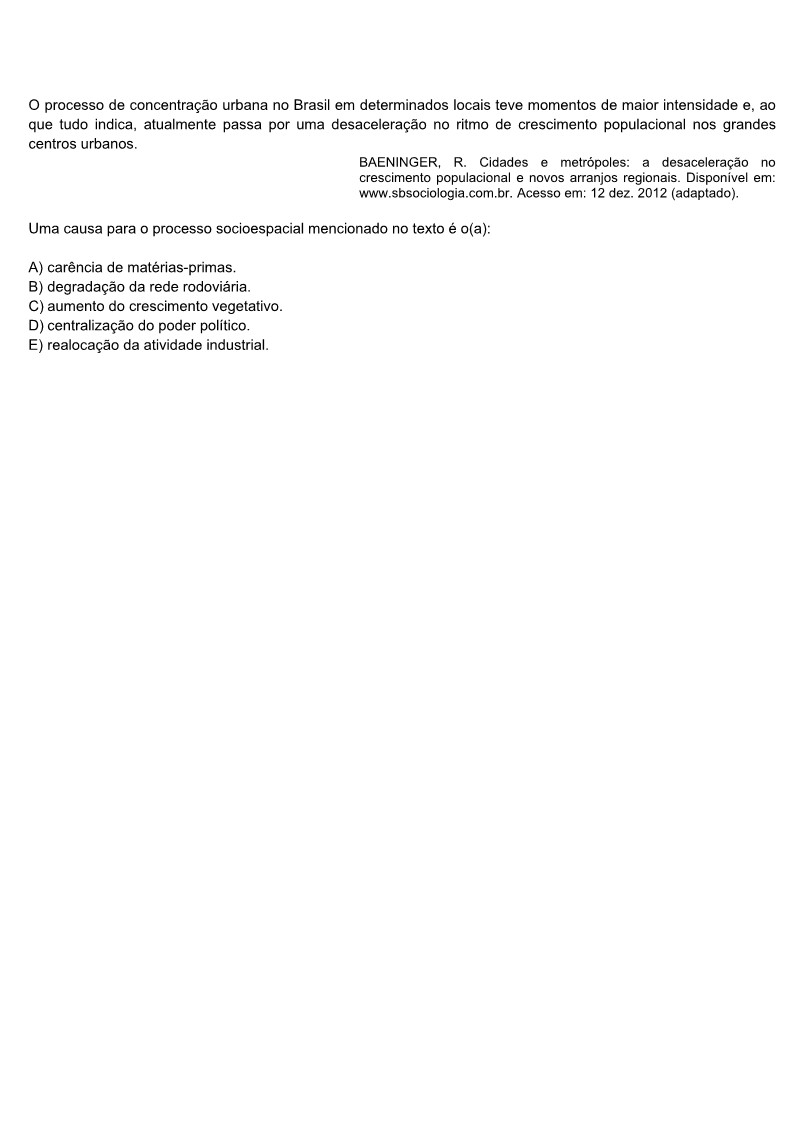 O processo de concentração urbana no Brasil em determinados locais teve momentos de maior intensidade e, ao
que tudo indica, atualmente passa por uma desaceleração no ritmo de crescimento populacional nos grandes
centros urbanos.
BAENINGER, R. Cidades e metrópoles: a desaceleração no
crescimento populacional e novos arranjos regionais. Disponível em:
www.sbsociologia.com.br. Acesso em: 12 dez. 2012 (adaptado).
Uma causa para o processo socioespacial mencionado no texto é o(a):
A) carência de matérias-primas.
B) degradação da rede rodoviária.
C) aumento do crescimento vegetativo.
D) centralização do poder político.
E) realocação da atividade industrial.